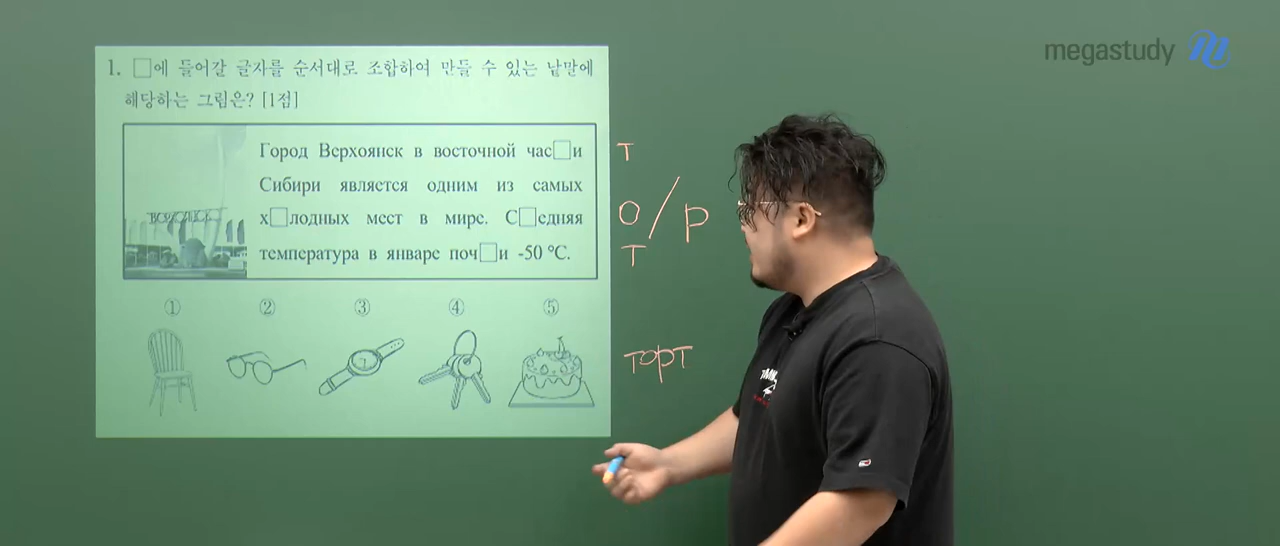 megastudy
1. □에 들어갈 글자를 순서대로 조합하여 만들 수 있는 낱말에
해당하는 그림은? [1점]
Город Верхоянск в восточной час□и
Сибири является одним из самых
х□лодных мест в мире. С□едняя
температура в январе поч□и -50 ℃.
① ② ③ ④ ⑤
т
о / р
т
торт